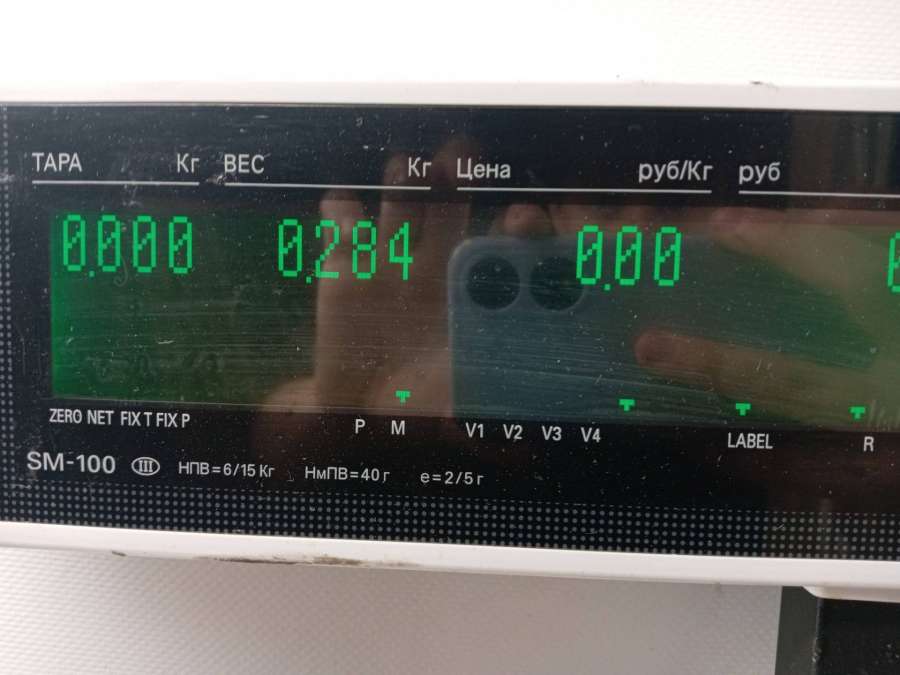 ТАРА Кг ВЕС Кг Цена руб/Кг руб
0.000 0.284 0.00
ZERO NET FIX T FIX P P M V1 V2 V3 V4 LABEL R
SM-100 III НПВ=6/15 Кг НмПВ=40 г e=2/5 г